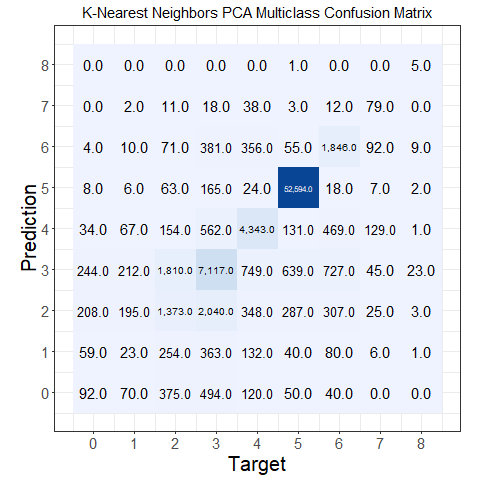 K-Nearest Neighbors PCA Multiclass Confusion Matrix
8 0.0 0.0 0.0 0.0 0.0 1.0 0.0 0.0 5.0
7 0.0 2.0 11.0 18.0 38.0 3.0 12.0 79.0 0.0
6 4.0 10.0 71.0 381.0 356.0 55.0 1,846.0 92.0 9.0
5 8.0 6.0 63.0 165.0 24.0 52,594.0 18.0 7.0 2.0
4 34.0 67.0 154.0 562.0 4,343.0 131.0 469.0 129.0 1.0
3 244.0 212.0 1,810.0 7,117.0 749.0 639.0 727.0 45.0 23.0
2 208.0 195.0 1,373.0 2,040.0 348.0 287.0 307.0 25.0 3.0
1 59.0 23.0 254.0 363.0 132.0 40.0 80.0 6.0 1.0
0 92.0 70.0 375.0 494.0 120.0 50.0 40.0 0.0 0.0
0 1 2 3 4 5 6 7 8
Target
Prediction